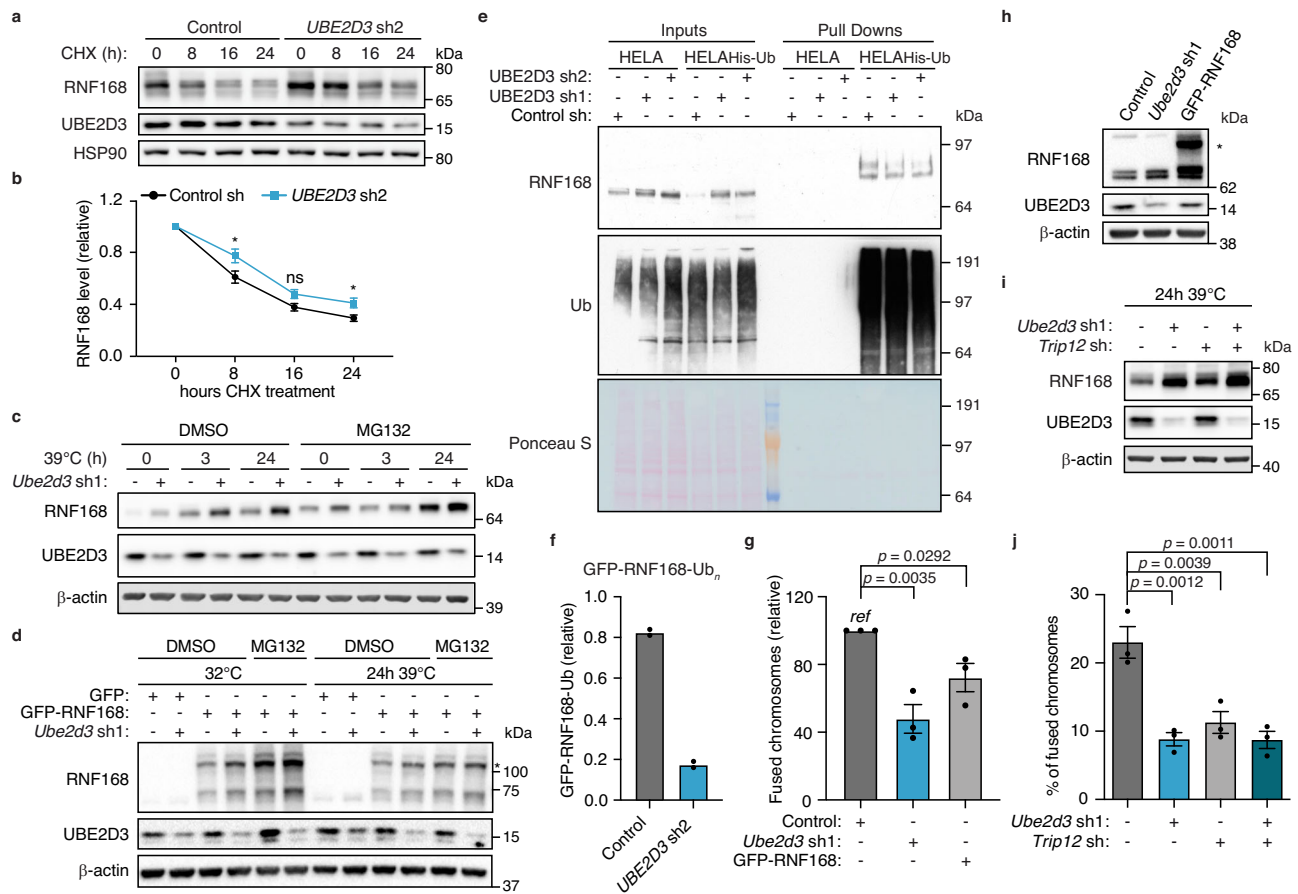 a
Control UBE2D3 sh2
CHX (h) 0 8 16 24 0 8 16 24 kDa
RNF168 80
65
UBE2D3 15
HSP90 80
b
Control sh UBE2D3 sh2
RNF168 level (relative)
1.2
0.8
0.4
0.0
* ns *
0 8 16 24
hours CHX treatment
c
DMSO MG132
39°C (h) 0 3 24 0 3 24
Ube2d3 sh1: - + - + - + - + - + - + kDa
RNF168 64
UBE2D3 14
β-actin 39
d
DMSO MG132 DMSO MG132
32°C 24h 39°C
GFP: + + - - - - + + - - - -
GFP-RNF168: - - + + + + - - + + + +
Ube2d3 sh1: - + - + - + - + - + - + kDa
RNF168 *
100
75
UBE2D3 15
β-actin 37
e
Inputs Pull Downs
HELA HELAHis-Ub HELA HELAHis-Ub
UBE2D3 sh2: - - + - - + - - + - - +
UBE2D3 sh1: - + - - + - - + - - + -
Control sh: + - - + - - + - - + - - kDa
RNF168 97
64
Ub 191
97
64
Ponceau S 191
97
64
f
GFP-RNF168-Ubn
GFP-RNF168-Ub (relative)
1.0
0.8
0.6
0.4
0.2
0.0
Control UBE2D3 sh2
g
p = 0.0292
p = 0.0035
ref
Fused chromosomes (relative)
120
80
40
0
Control: + - -
Ube2d3 sh1: - + -
GFP-RNF168: - - +
h
Control Ube2d3 sh1 GFP-RNF168
kDa
RNF168 *
62
UBE2D3 14
β-actin 38
i
24h 39°C
Ube2d3 sh1: - + - +
Trip12 sh: - - + + kDa
RNF168 80
65
UBE2D3 15
β-actin 40
j
p = 0.0011
p = 0.0039
p = 0.0012
% of fused chromosomes
30
20
10
0
Ube2d3 sh1: - + - +
Trip12 sh: - - + +